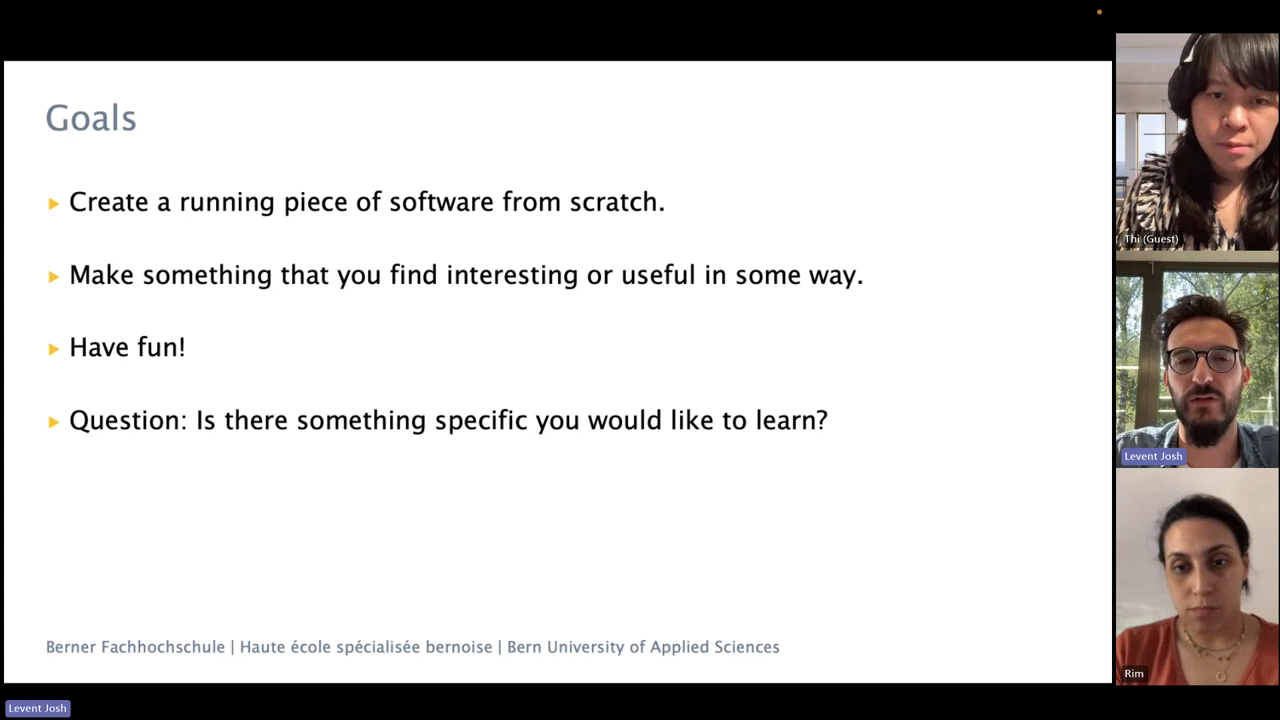 Goals
Create a running piece of software from scratch.
Make something that you find interesting or useful in some way.
Have fun!
Question: Is there something specific you would like to learn?
Berner Fachhochschule | Haute école spécialisée bernoise | Bern University of Applied Sciences
Thi (Guest)
Levent Josh
Rim
Levent Josh